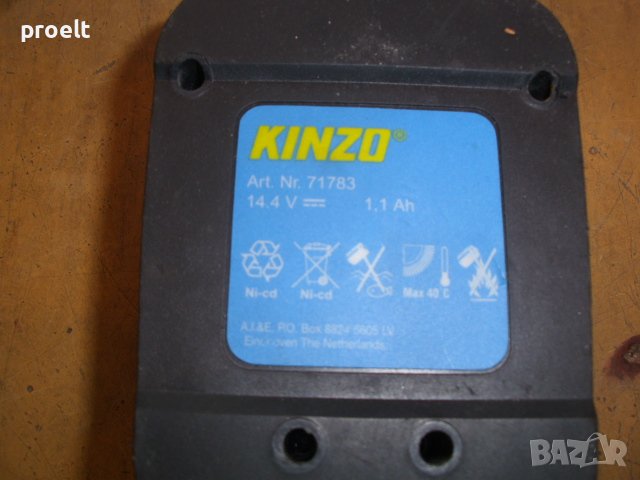 proelt
KINZO®
Art. Nr. 71783
14.4 V 1,1 Ah
Ni-cd Ni-cd Max 40 C
A.I.&E. P.O. Box 8824 5605 LV
Eindhoven The Netherlands.
BAZAR